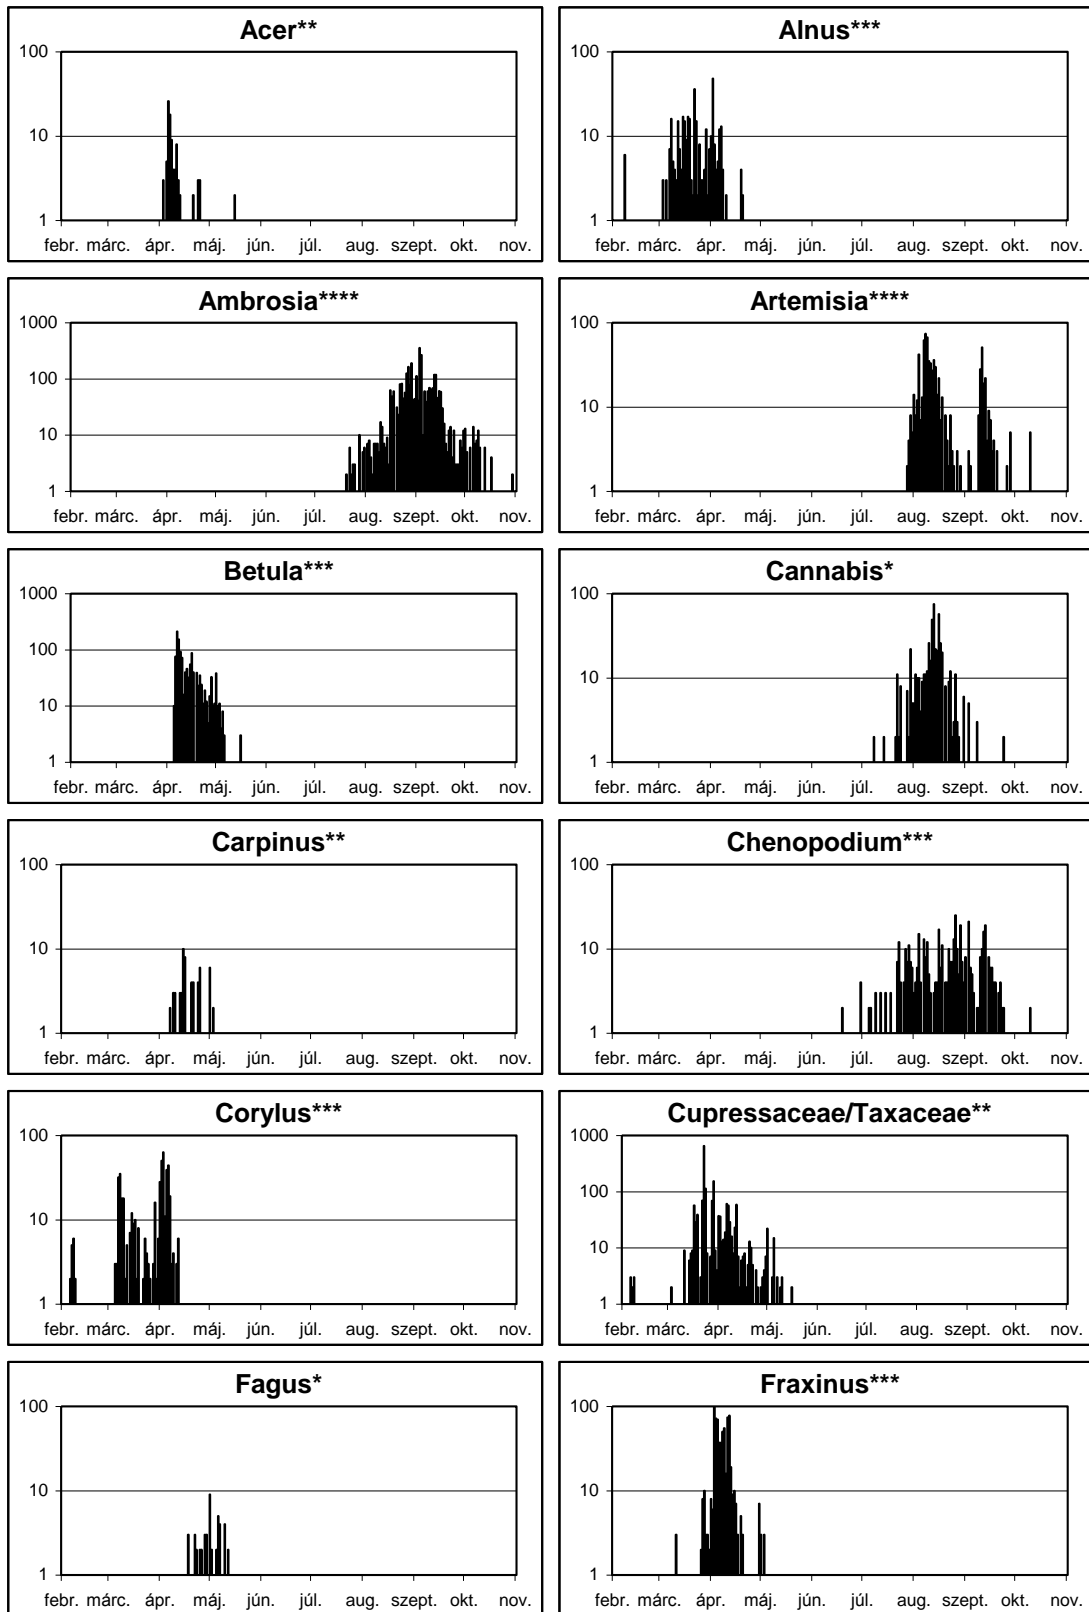 Acer**
100
10
1
febr. márc. ápr. máj. jún. júl. aug. szept. okt. nov.
Alnus***
100
10
1
febr. márc. ápr. máj. jún. júl. aug. szept. okt. nov.
Ambrosia****
1000
100
10
1
febr. márc. ápr. máj. jún. júl. aug. szept. okt. nov.
Artemisia****
100
10
1
febr. márc. ápr. máj. jún. júl. aug. szept. okt. nov.
Betula***
1000
100
10
1
febr. márc. ápr. máj. jún. júl. aug. szept. okt. nov.
Cannabis*
100
10
1
febr. márc. ápr. máj. jún. júl. aug. szept. okt. nov.
Carpinus**
100
10
1
febr. márc. ápr. máj. jún. júl. aug. szept. okt. nov.
Chenopodium***
100
10
1
febr. márc. ápr. máj. jún. júl. aug. szept. okt. nov.
Corylus***
100
10
1
febr. márc. ápr. máj. jún. júl. aug. szept. okt. nov.
Cupressaceae/Taxaceae**
1000
100
10
1
febr. márc. ápr. máj. jún. júl. aug. szept. okt. nov.
Fagus*
100
10
1
febr. márc. ápr. máj. jún. júl. aug. szept. okt. nov.
Fraxinus***
100
10
1
febr. márc. ápr. máj. jún. júl. aug. szept. okt. nov.